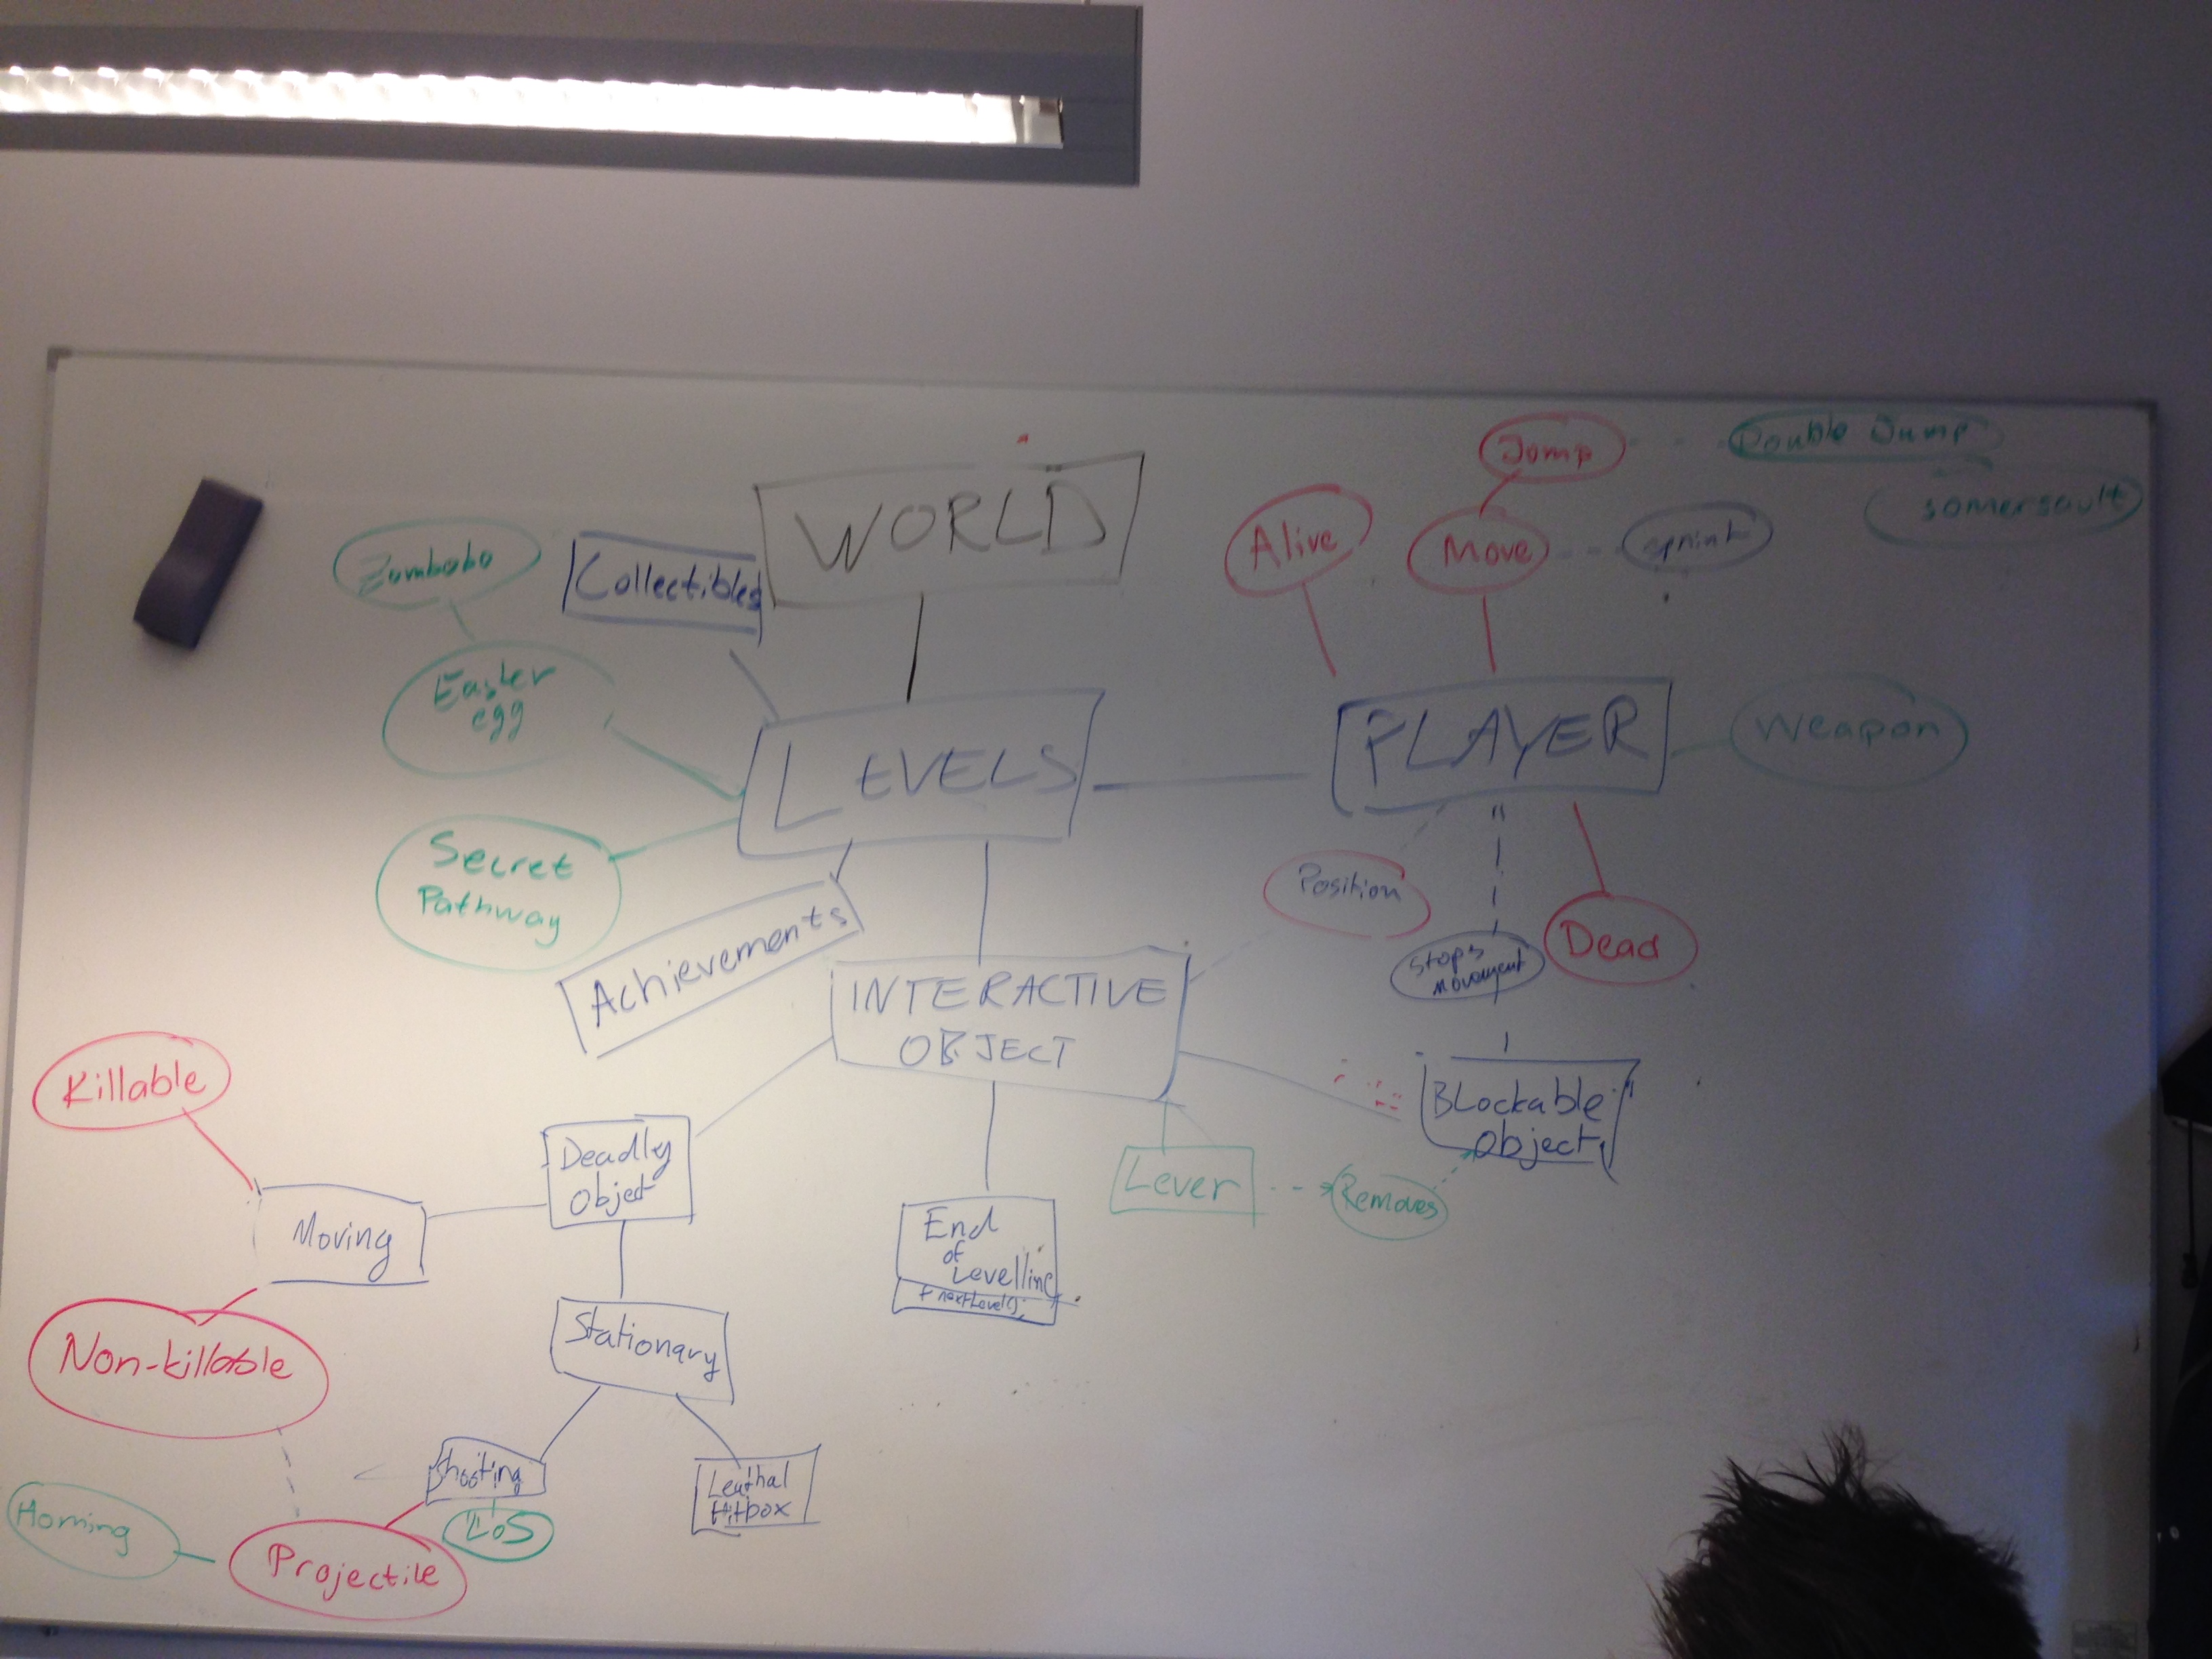 Jump
Double Jump
somersault
WORLD
Alive
Move
sprint
Zombobo
Collectibles
Easter
egg
LEVELS
PLAYER
Weapon
Secret
Pathway
Achievements
Position
Stops
movement
Dead
INTERACTIVE
OBJECT
Killable
BLockable
Object
Deadly
Object
Lever
Removes
Moving
End
of
Levelline
+ nextLevel();
Non-killable
Stationary
Shooting
Leuthal
Hitbox
Homing
LoS
Projectile